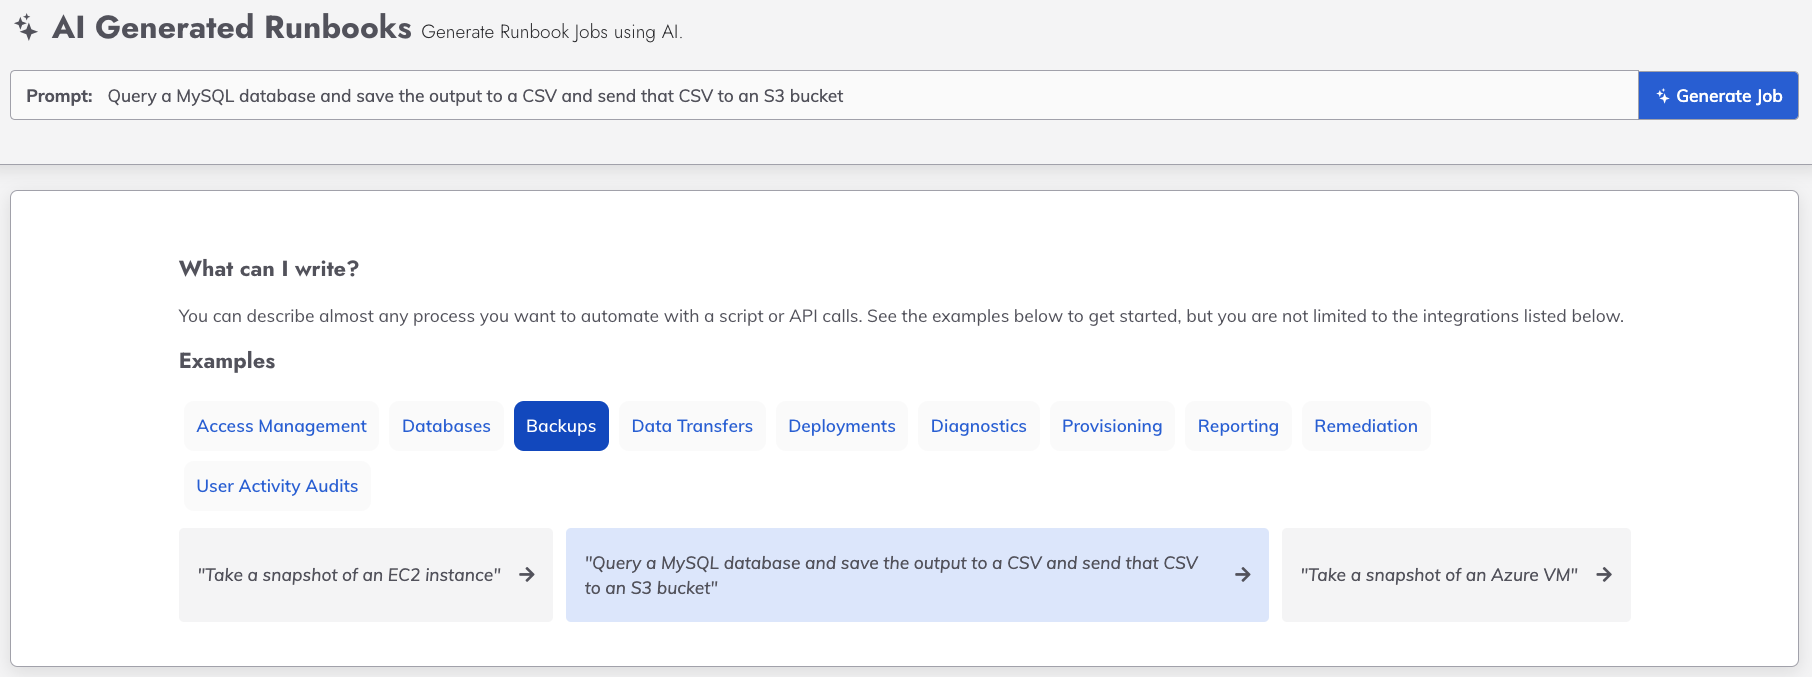 AI Generated Runbooks Generate Runbook Jobs using AI.
Prompt: Query a MySQL database and save the output to a CSV and send that CSV to an S3 bucket
Generate Job
What can I write?
You can describe almost any process you want to automate with a script or API calls. See the examples below to get started, but you are not limited to the integrations listed below.
Examples
Access Management Databases Backups Data Transfers Deployments Diagnostics Provisioning Reporting Remediation
User Activity Audits
"Take a snapshot of an EC2 instance"
"Query a MySQL database and save the output to a CSV and send that CSV
to an S3 bucket"
"Take a snapshot of an Azure VM"